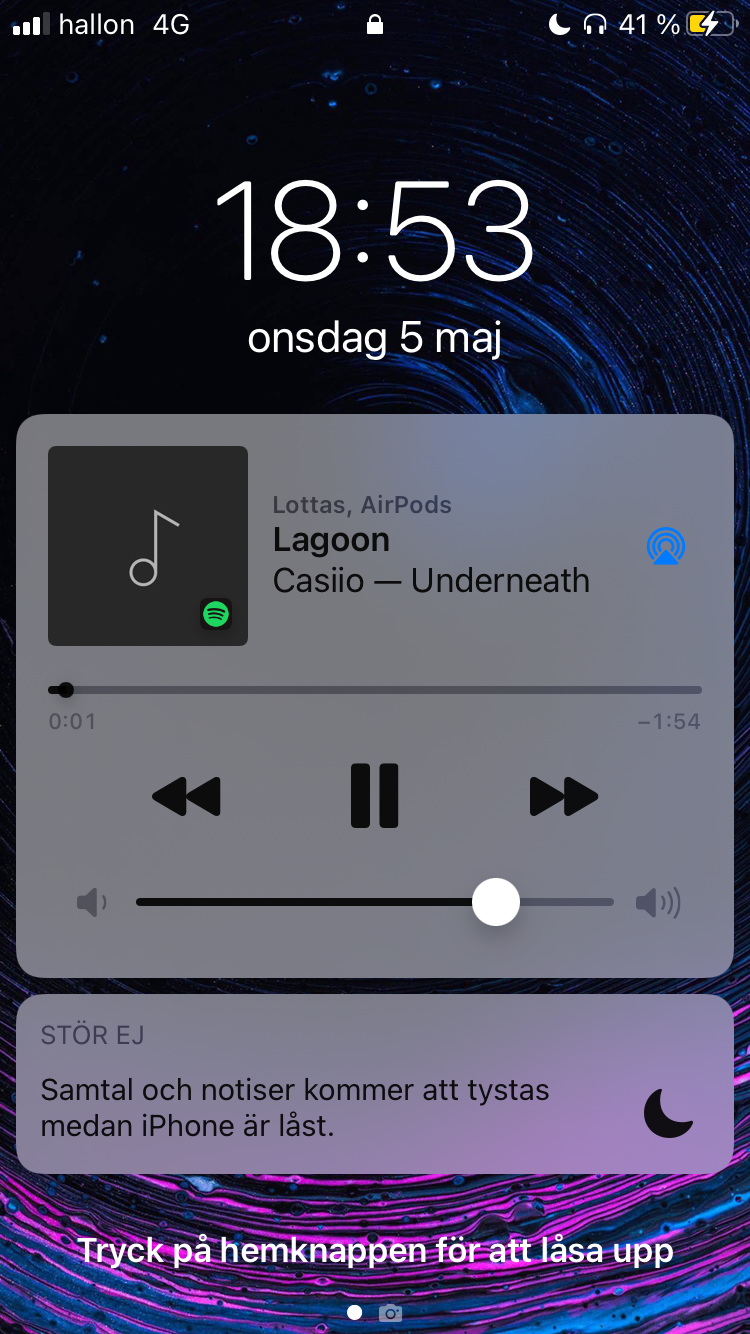 hallon 4G 41 %
18:53
onsdag 5 maj
Lottas, AirPods
Lagoon
Casiio — Underneath
0:01 −1:54
STÖR EJ
Samtal och notiser kommer att tystas
medan iPhone är låst.
Tryck på hemknappen för att låsa upp